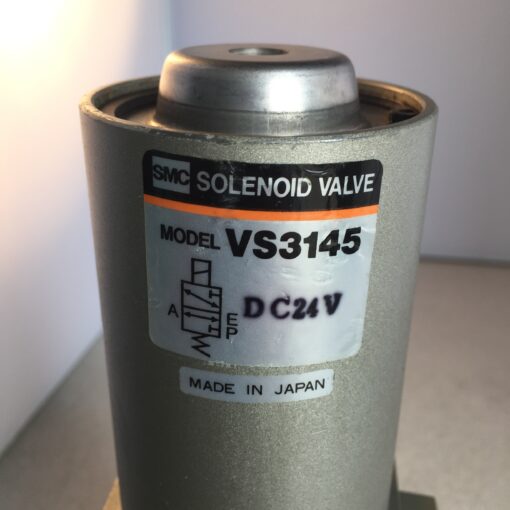 SMC SOLENOID VALVE
MODEL VS3145
DC24V
A
E
P
MADE IN JAPAN